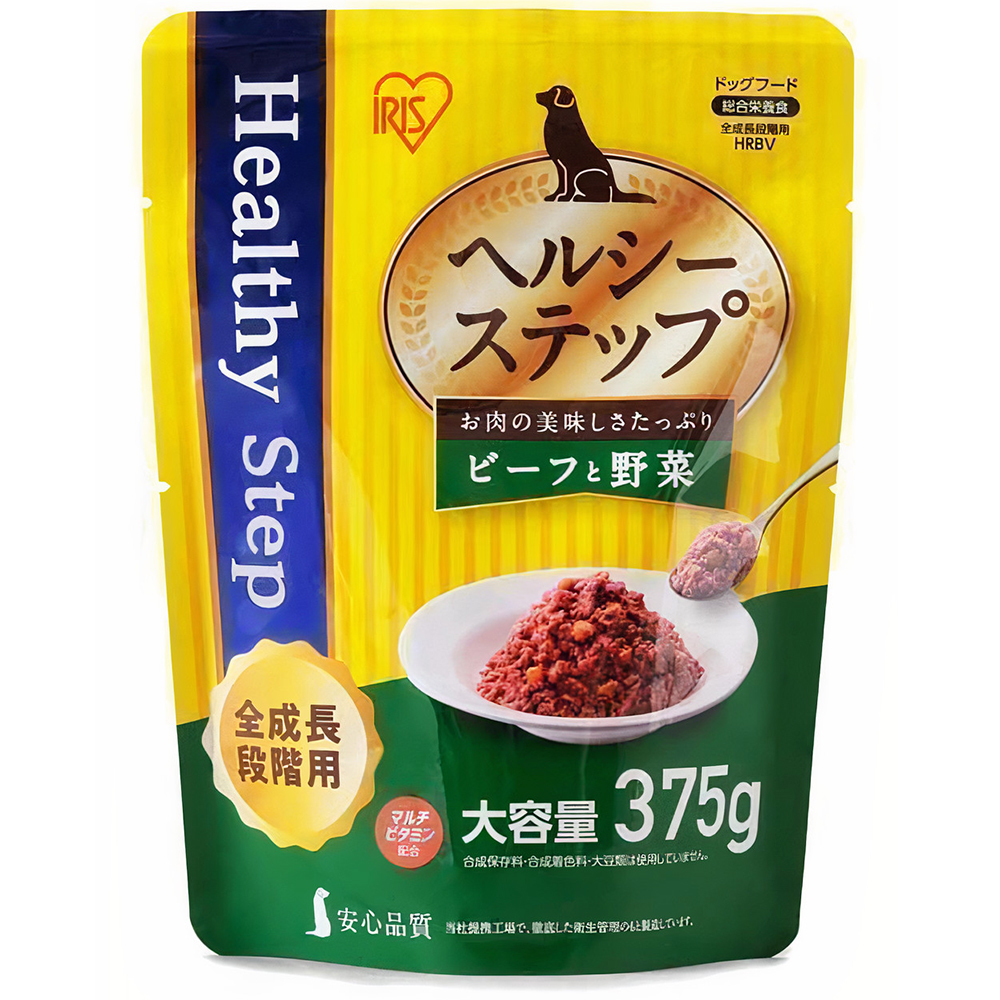 Healthy Step
IRIS
ドッグフード
総合栄養食
全成長段階用
HRBV
ヘルシー
ステップ
お肉の美味しさたっぷり
ビーフと野菜
全成長
段階用
マルチ
ビタミン
配合
大容量 375g
合成保存料・合成着色料・大豆類は使用していません。
安心品質
当社提携工場で、徹底した衛生管理のもと製造しています。